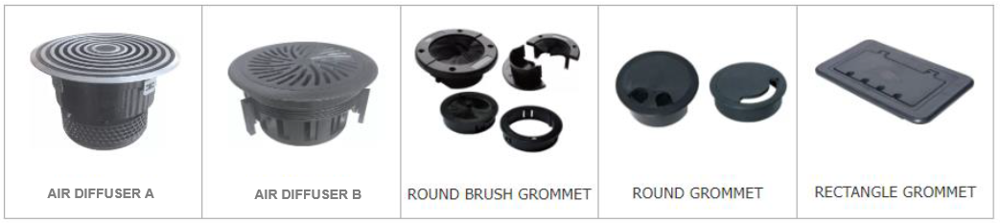 AIR DIFFUSER A
AIR DIFFUSER B
ROUND BRUSH GROMMET
ROUND GROMMET
RECTANGLE GROMMET